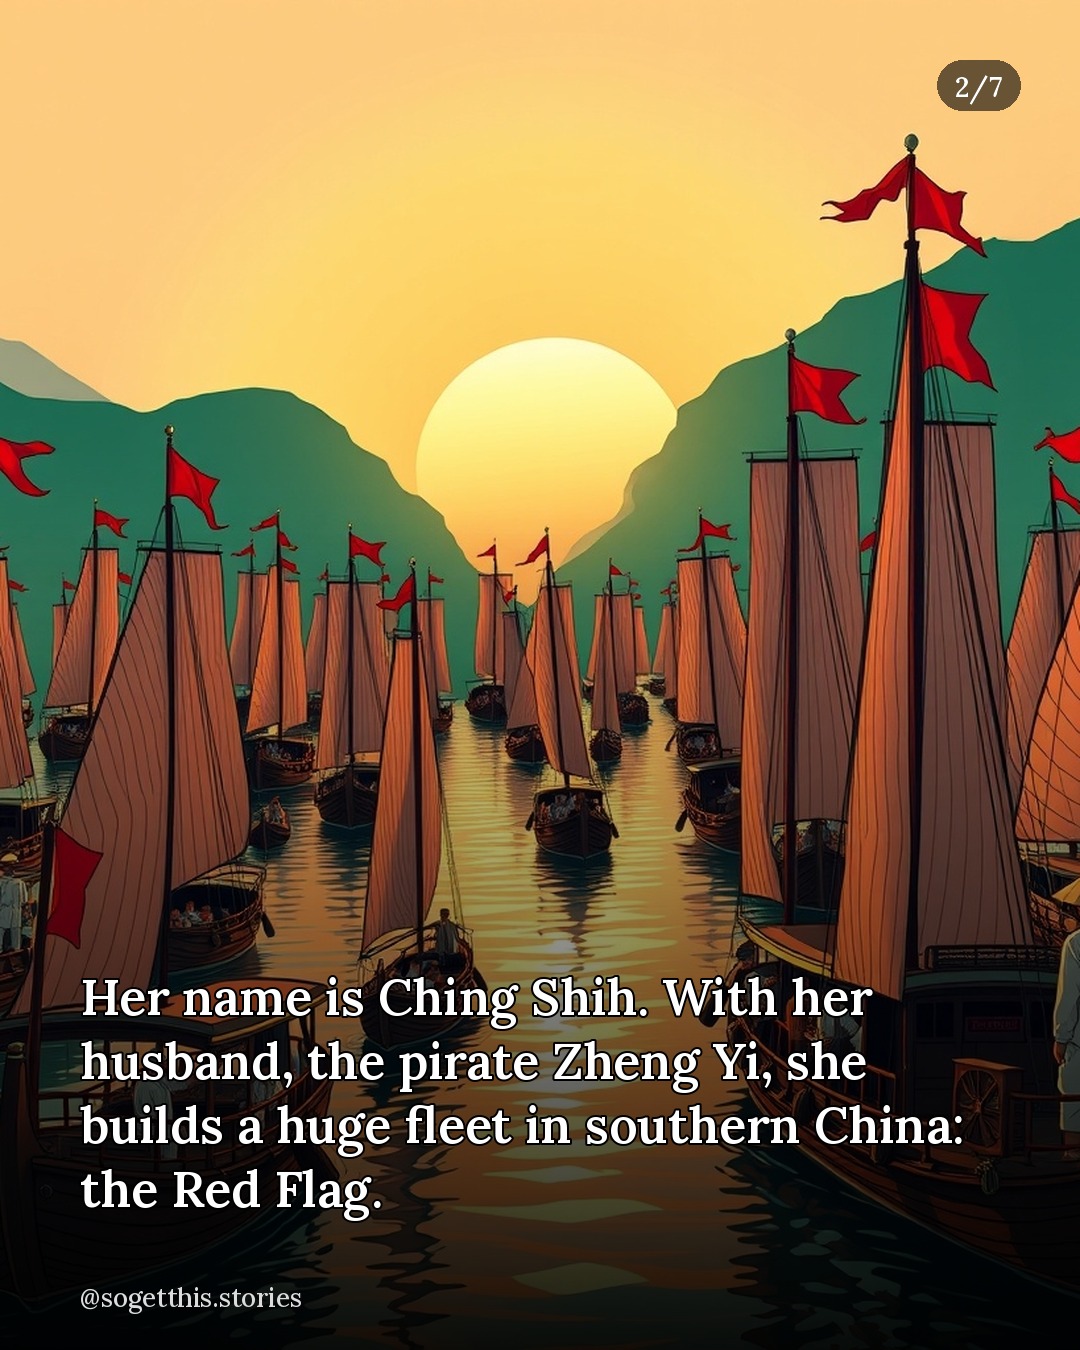 2/7
Her name is Ching Shih. With her
husband, the pirate Zheng Yi, she
builds a huge fleet in southern China:
the Red Flag.
@sogetthis.stories